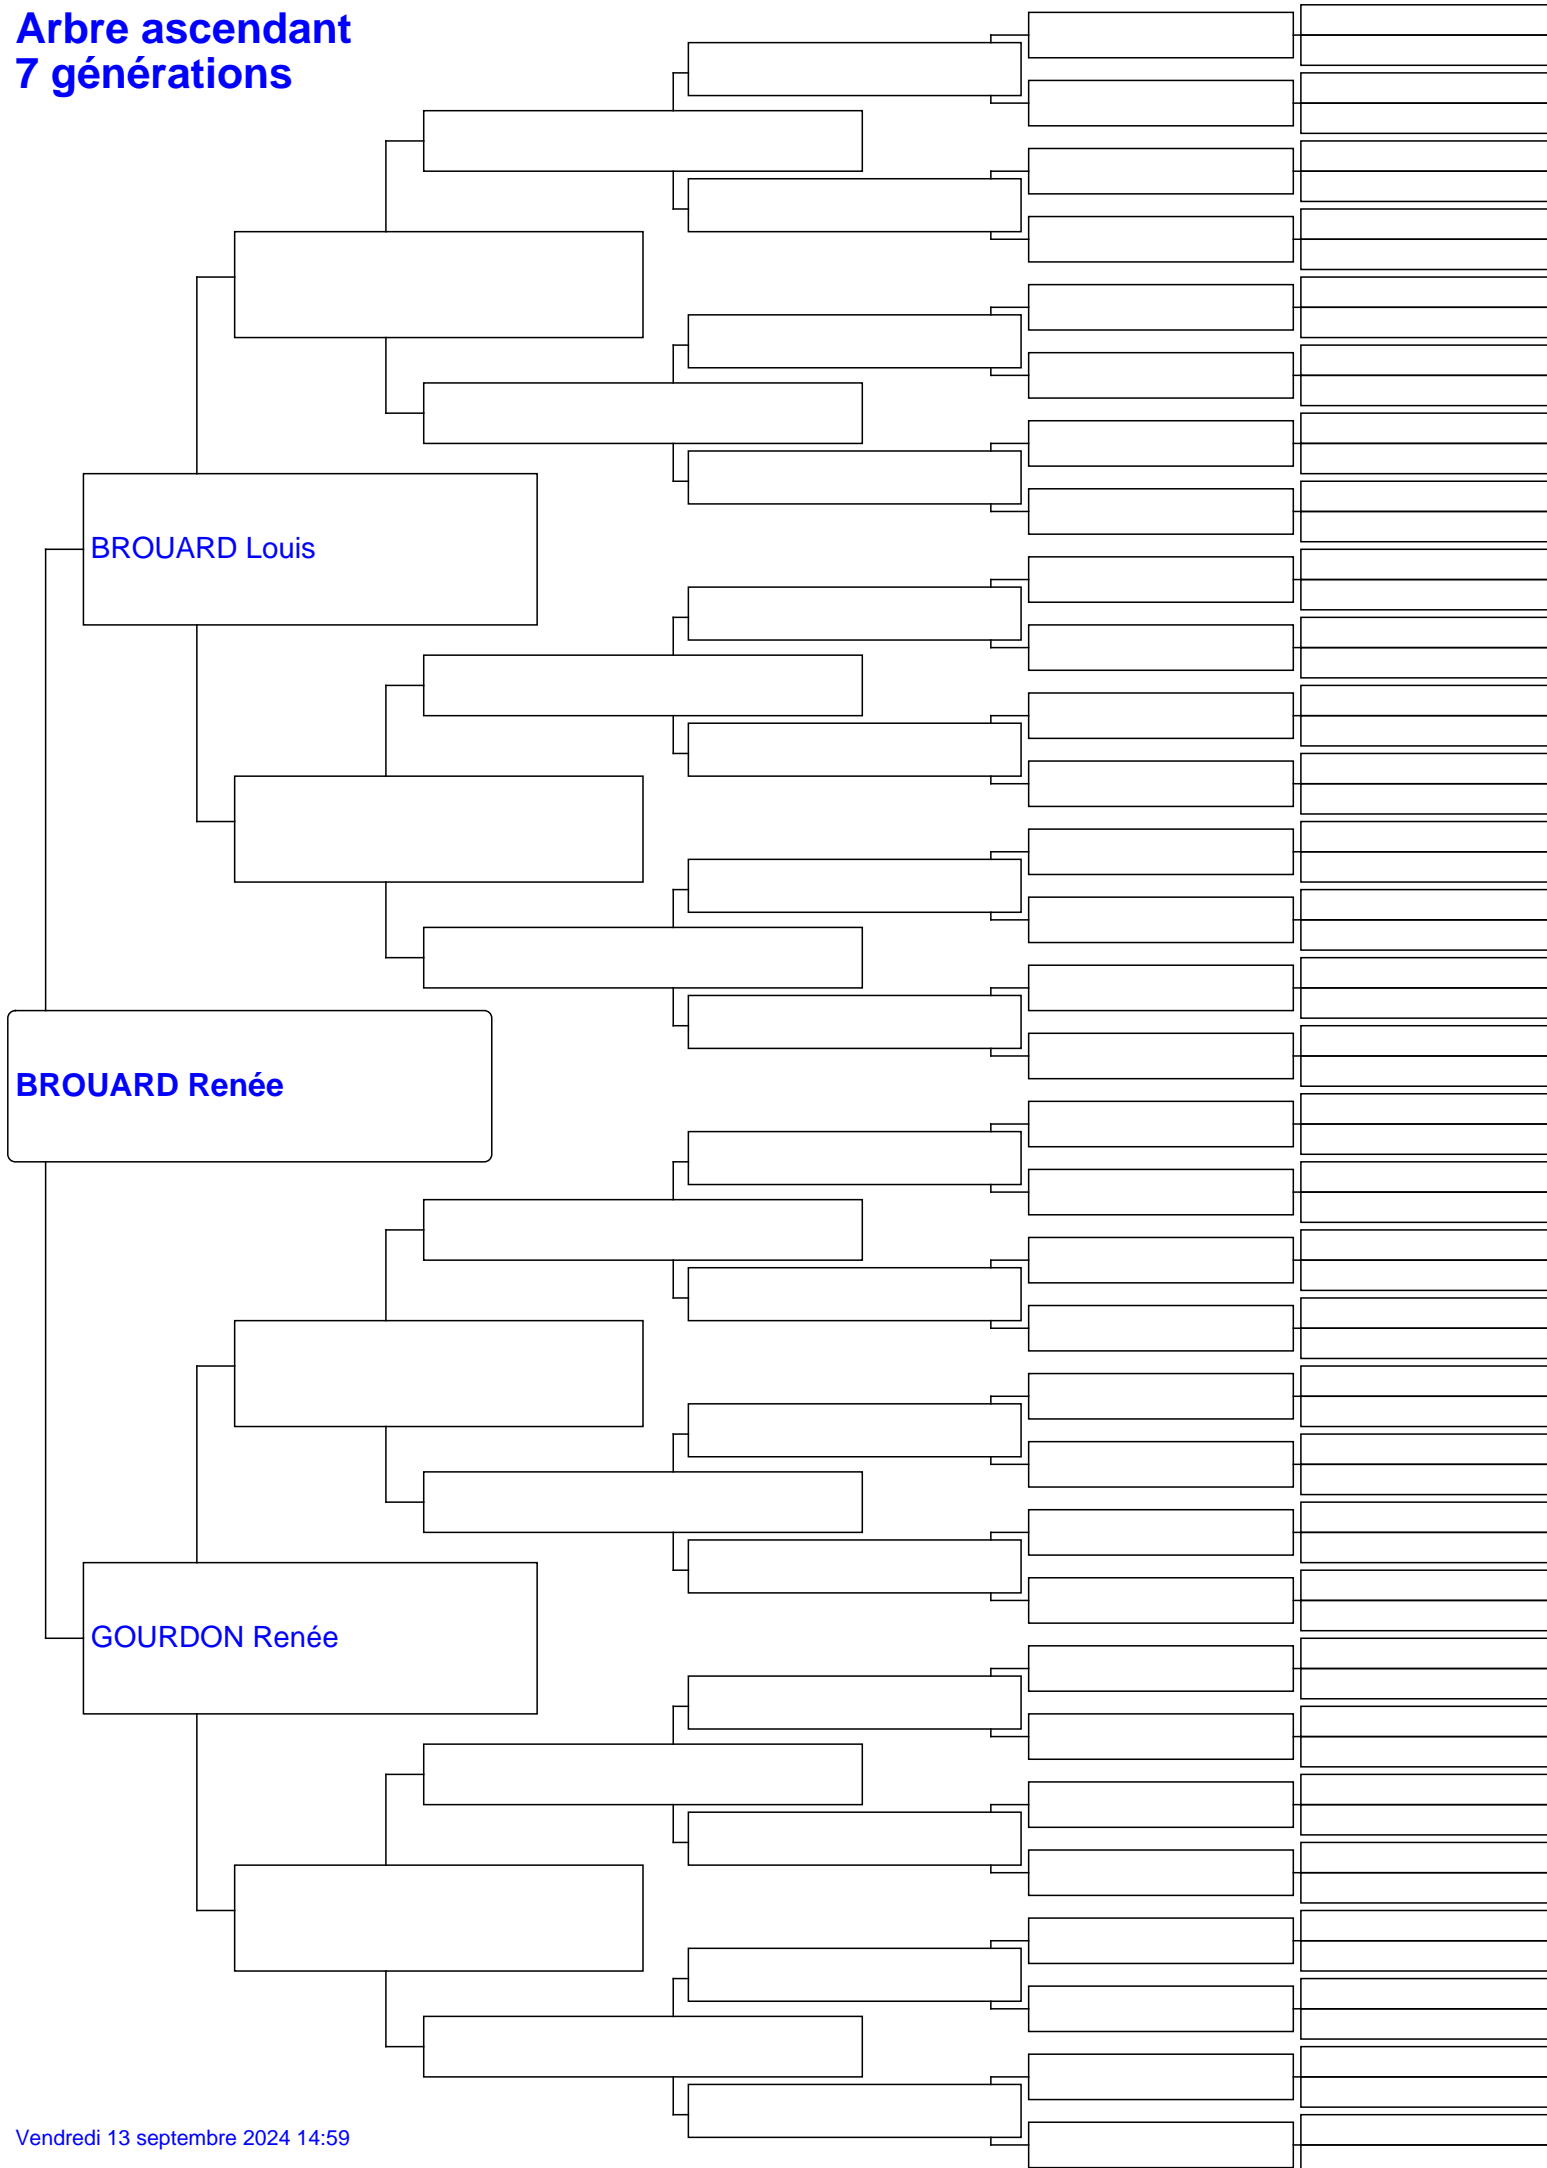 Arbre ascendant
7 générations
BROUARD Louis
BROUARD Renée
GOURDON Renée
Vendredi 13 septembre 2024 14:59